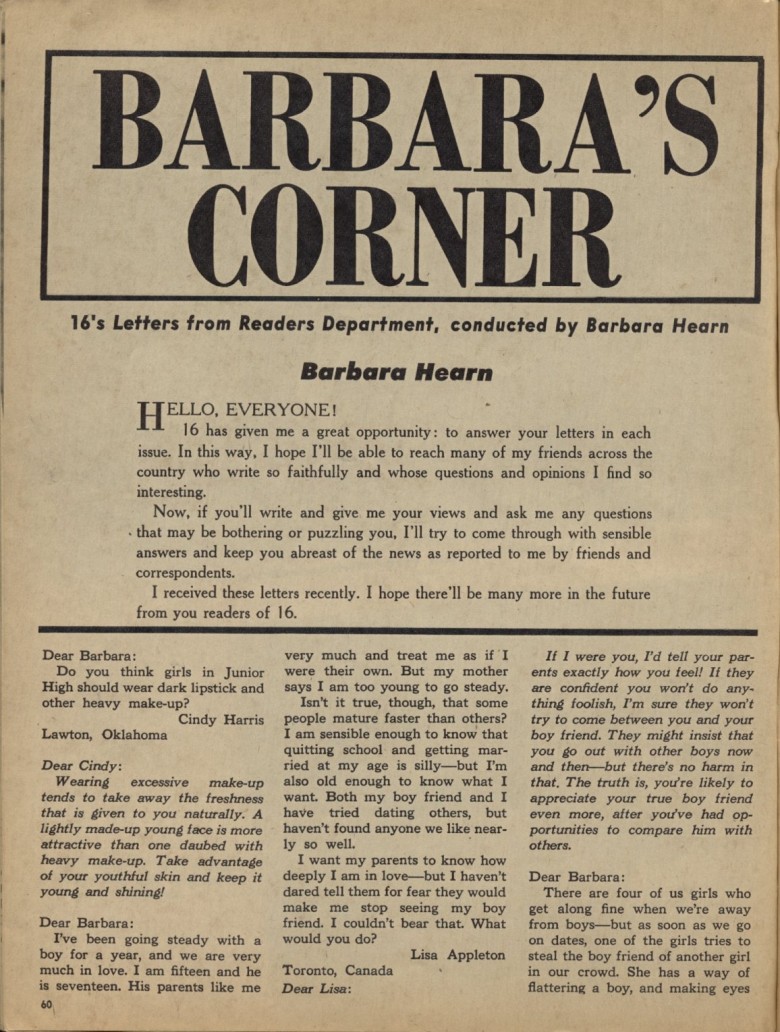 BARBARA'S
CORNER
16's Letters from Readers Department, conducted by Barbara Hearn
Barbara Hearn
HELLO, EVERYONE!
16 has given me a great opportunity: to answer your letters in each
issue. In this way, I hope I'll be able to reach many of my friends across the
country who write so faithfully and whose questions and opinions I find so
interesting.
Now, if you'll write and give me your views and ask me any questions
that may be bothering or puzzling you, I'll try to come through with sensible
answers and keep you abreast of the news as reported to me by friends and
correspondents.
I received these letters recently. I hope there'll be many more in the future
from you readers of 16.
Dear Barbara:
Do you think girls in Junior
High should wear dark lipstick and
other heavy make-up?
Cindy Harris
Lawton, Oklahoma
Dear Cindy:
Wearing excessive make-up
tends to take away the freshness
that is given to you naturally. A
lightly made-up young face is more
attractive than one daubed with
heavy make-up. Take advantage
of your youthful skin and keep it
young and shining!
Dear Barbara:
I've been going steady with a
boy for a year, and we are very
much in love. I am fifteen and he
is seventeen. His parents like me
very much and treat me as if I
were their own. But my mother
says I am too young to go steady.
Isn't it true, though, that some
people mature faster than others?
I am sensible enough to know that
quitting school and getting mar-
ried at my age is silly—but I'm
also old enough to know what I
want. Both my boy friend and I
have tried dating others, but
haven't found anyone we like near-
ly so well.
I want my parents to know how
deeply I am in love—but I haven't
dared tell them for fear they would
make me stop seeing my boy
friend. I couldn't bear that. What
would you do?
Lisa Appleton
Toronto, Canada
Dear Lisa:
If I were you, I'd tell your par-
ents exactly how you feel! If they
are confident you won't do any-
thing foolish, I'm sure they won't
try to come between you and your
boy friend. They might insist that
you go out with other boys now
and then—but there's no harm in
that. The truth is, you're likely to
appreciate your true boy friend
even more, after you've had op-
portunities to compare him with
others.
Dear Barbara:
There are four of us girls who
get along fine when we're away
from boys—but as soon as we go
on dates, one of the girls tries to
steal the boy friend of another girl
in our crowd. She has a way of
flattering a boy, and making eyes
60